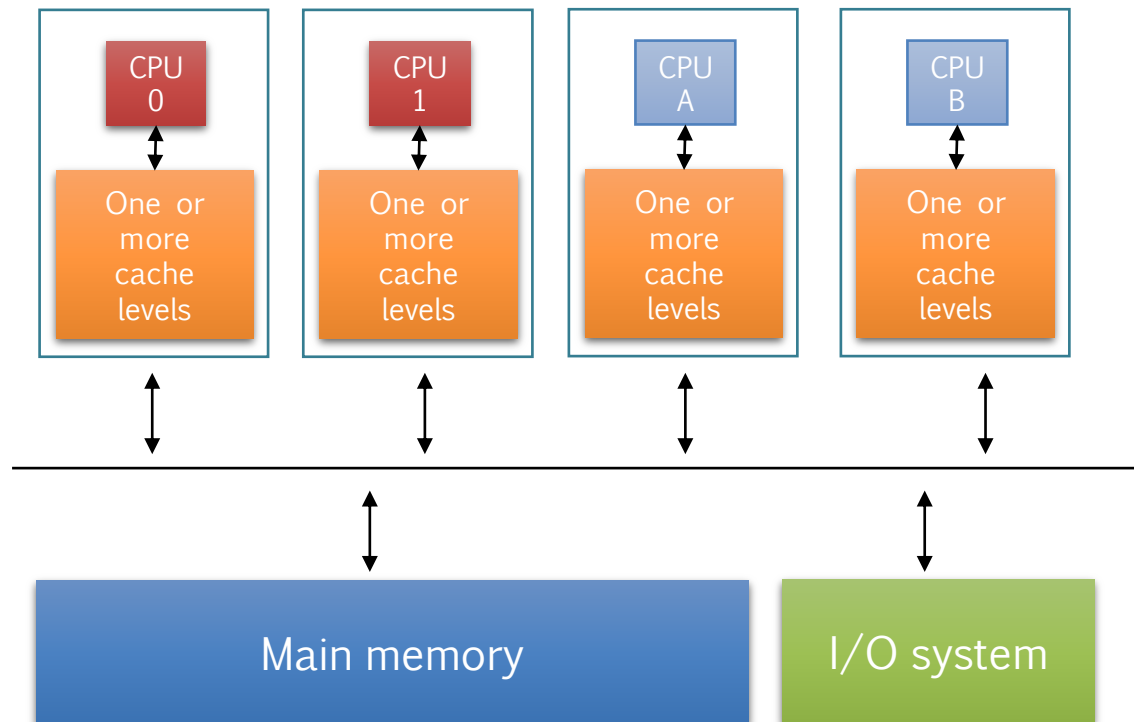 CPU
0
CPU
1
CPU
A
CPU
B
One or
more
cache
levels
One or
more
cache
levels
One or
more
cache
levels
One or
more
cache
levels
Main memory
I/O system